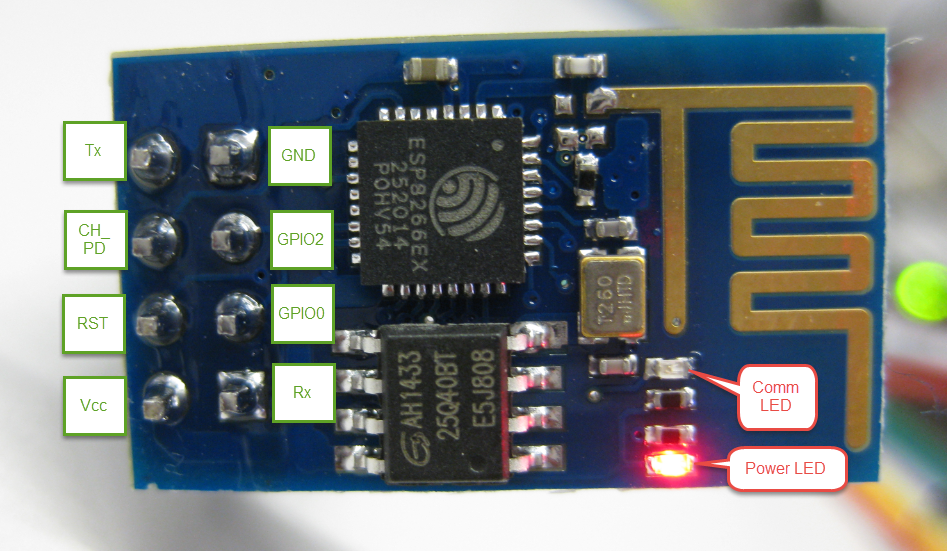 Tx
GND
CH_
PD
GPIO2
RST
GPIO0
Vcc
Rx
ESP8266EX
252014
P0HV54
AH1433
25Q40BT
E5J808
T260
Comm
LED
Power LED